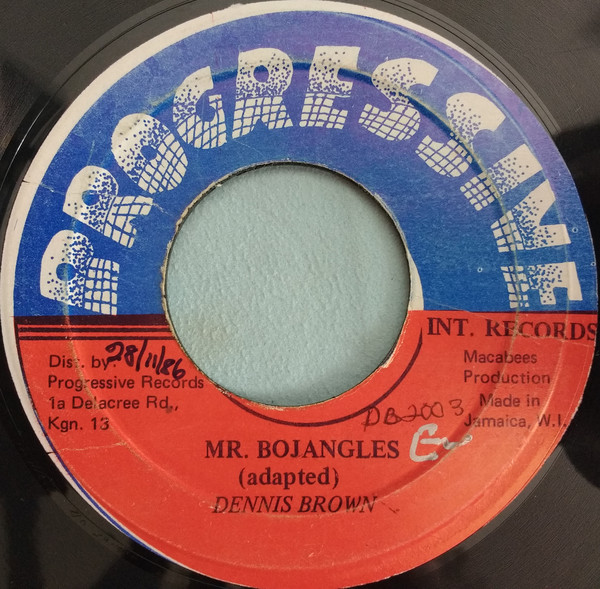 PROGRESSIVE
INT. RECORDS
Dist. by: 28/11/86
Progressive Records
1a Delacree Rd.,
Kgn. 13
Macabees
Production
Made in
Jamaica, W.I.
DB2003
MR. BOJANGLES
(adapted)
DENNIS BROWN